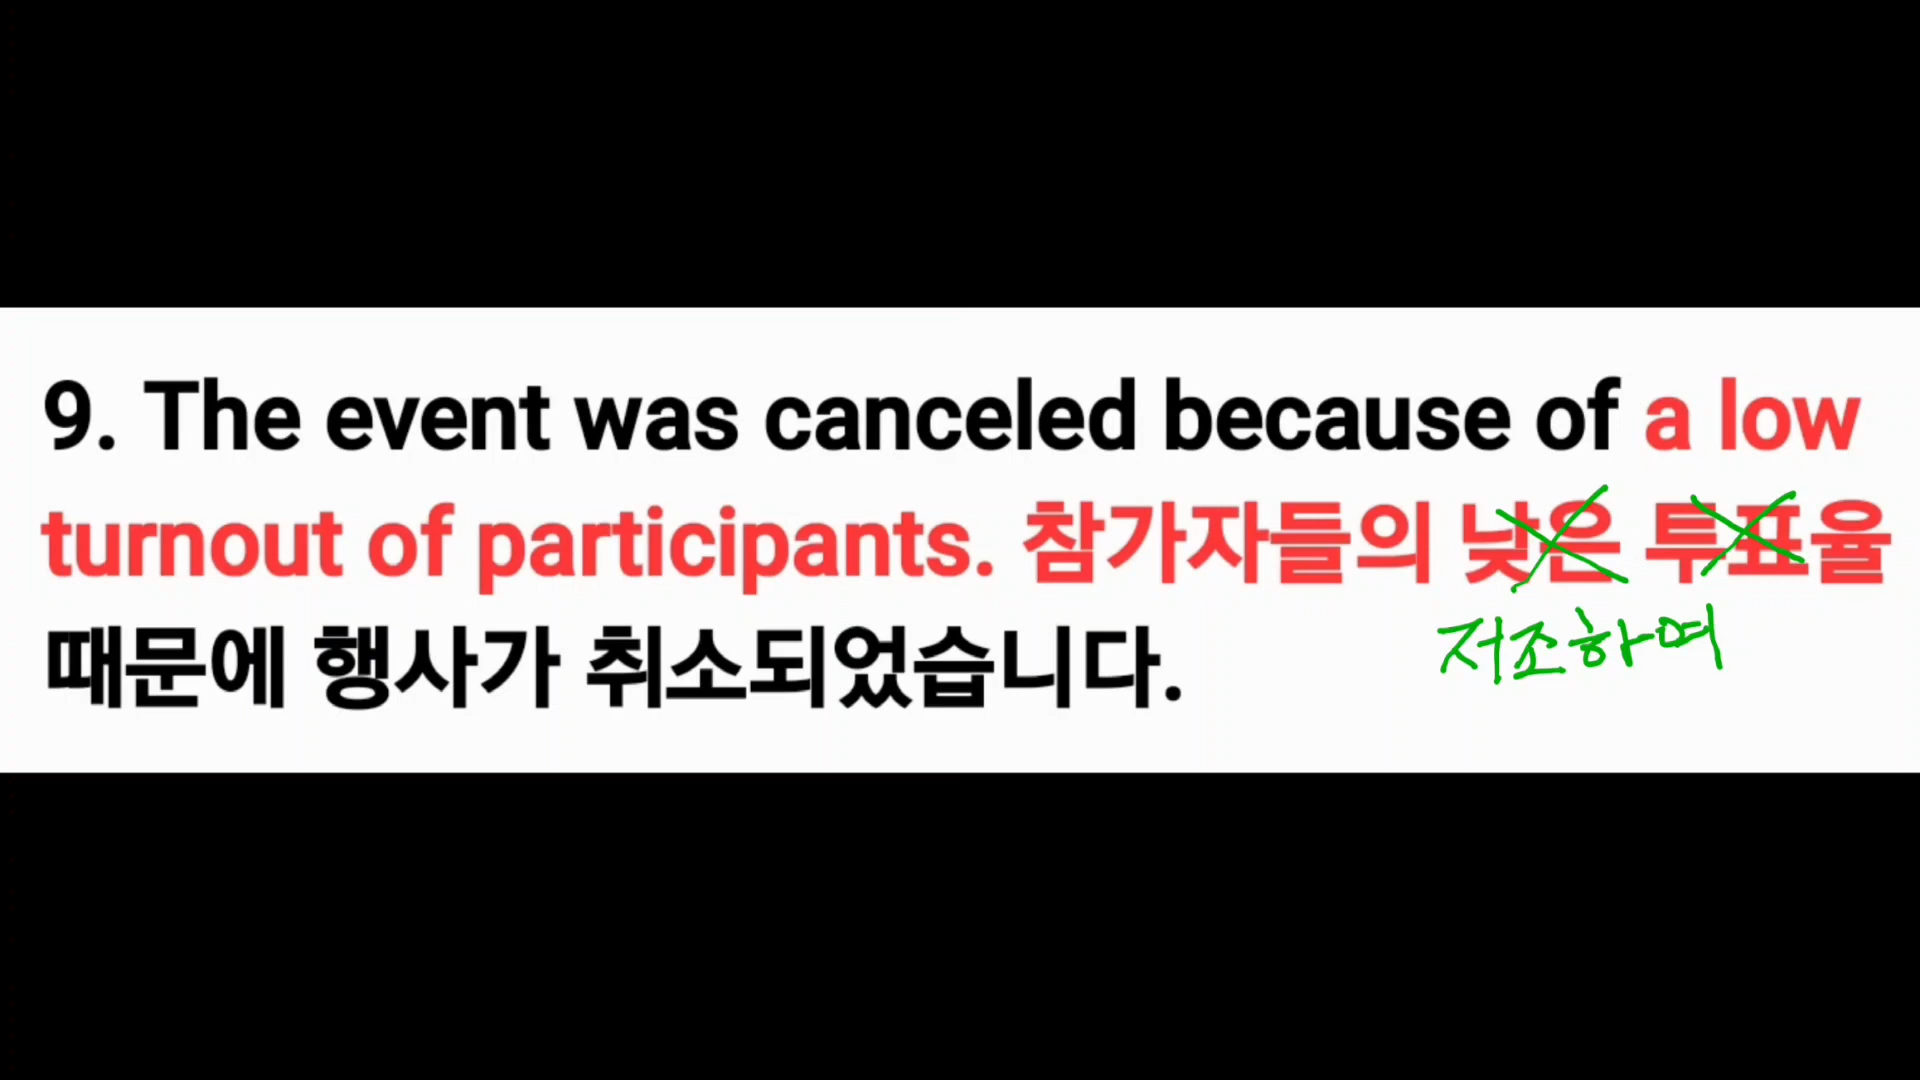 9. The event was canceled because of a low
turnout of participants. 참가자들의 낮은 투표율
저조하여
때문에 행사가 취소되었습니다.